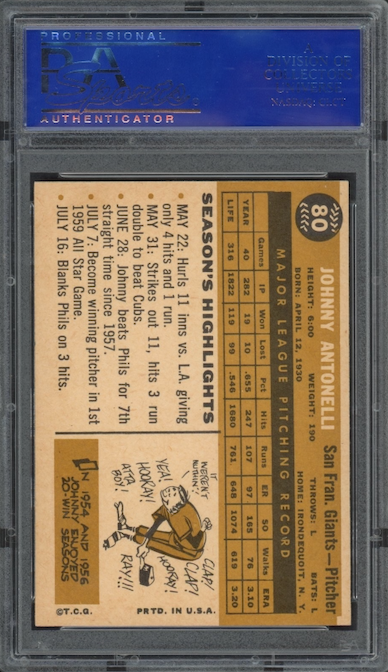 PROFESSIONAL
PSA
AUTHENTICATOR
A
DIVISION OF
COLLECTORS
UNIVERSE
NASDAQ: CLCT
80
JOHNNY ANTONELLI San Fran Giants—Pitcher
HEIGHT: 6:00 WEIGHT: 190 THROWS: L BATS: L
BORN: APRIL 12, 1930 HOME: IRONDEQUOIT, N. Y.
MAJOR LEAGUE PITCHING RECORD
Games IP Won Lost Pct Hits Runs ER SO Walks ERA
YEAR 40 282 19 10 .655 247 107 97 165 76 3.10
LIFE 316 1822 119 99 .546 1680 761 648 1074 619 3.20
SEASON'S HIGHLIGHTS
• MAY 22: Hurls 11 inns vs. L.A. giving
only 4 hits and 1 run.
• MAY 31: Strikes out 11, hits 3 run
double to beat Cubs.
• JUNE 28: Johnny beats Phils for 7th
straight time since 1957.
• JULY 7: Become winning pitcher in 1st
1959 All Star Game.
• JULY 16: Blanks Phils on 3 hits.
IT WEREN'T NUTHIN'!
CLAP!
CLAP!
HOORAY!
RAY!!!
YEA!
HOORAY!
ATTA BOY!
IN 1954 AND 1956
JOHNNY ENJOYED
20-WIN SEASONS
©T.C.G. PRTD. IN U.S.A.